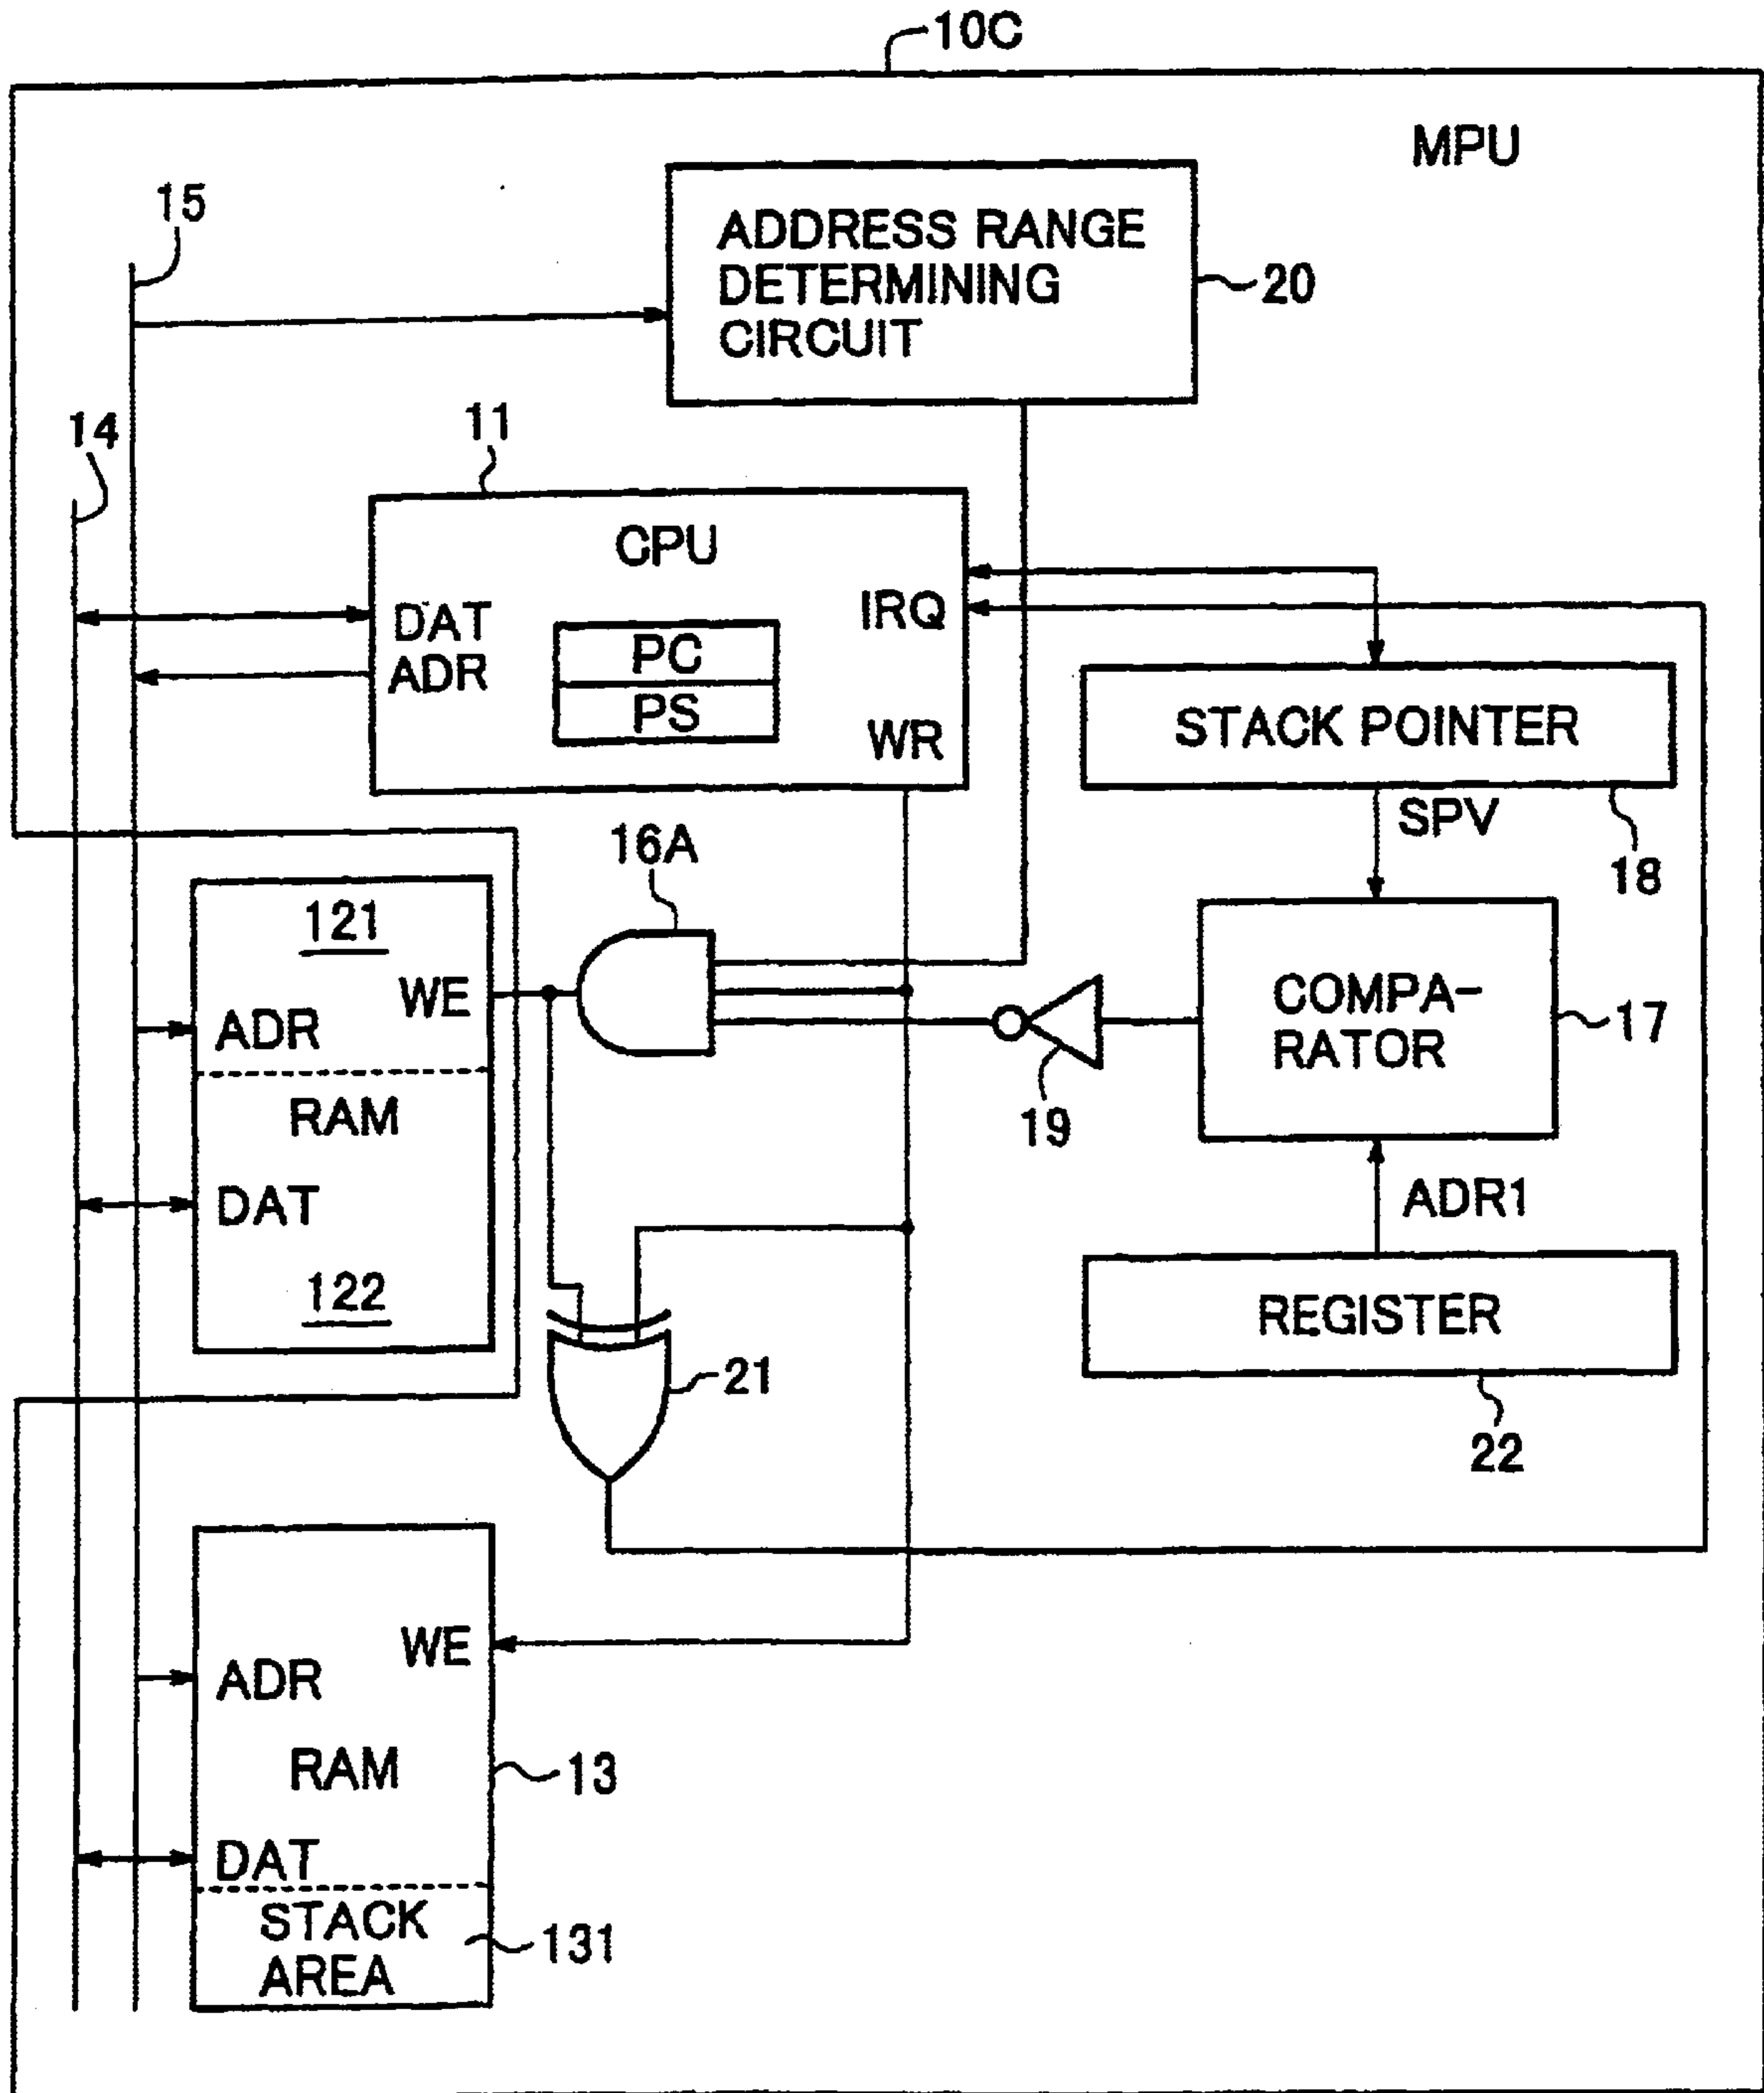 10C
MPU
15
ADDRESS RANGE
DETERMINING
CIRCUIT
20
14
11
CPU
DAT
ADR
IRQ
PC
PS
WR
STACK POINTER
SPV
18
16A
121
WE
ADR
RAM
DAT
122
COMPA-
RATOR
17
19
ADR1
REGISTER
22
21
WE
ADR
RAM
13
DAT
STACK
AREA
131